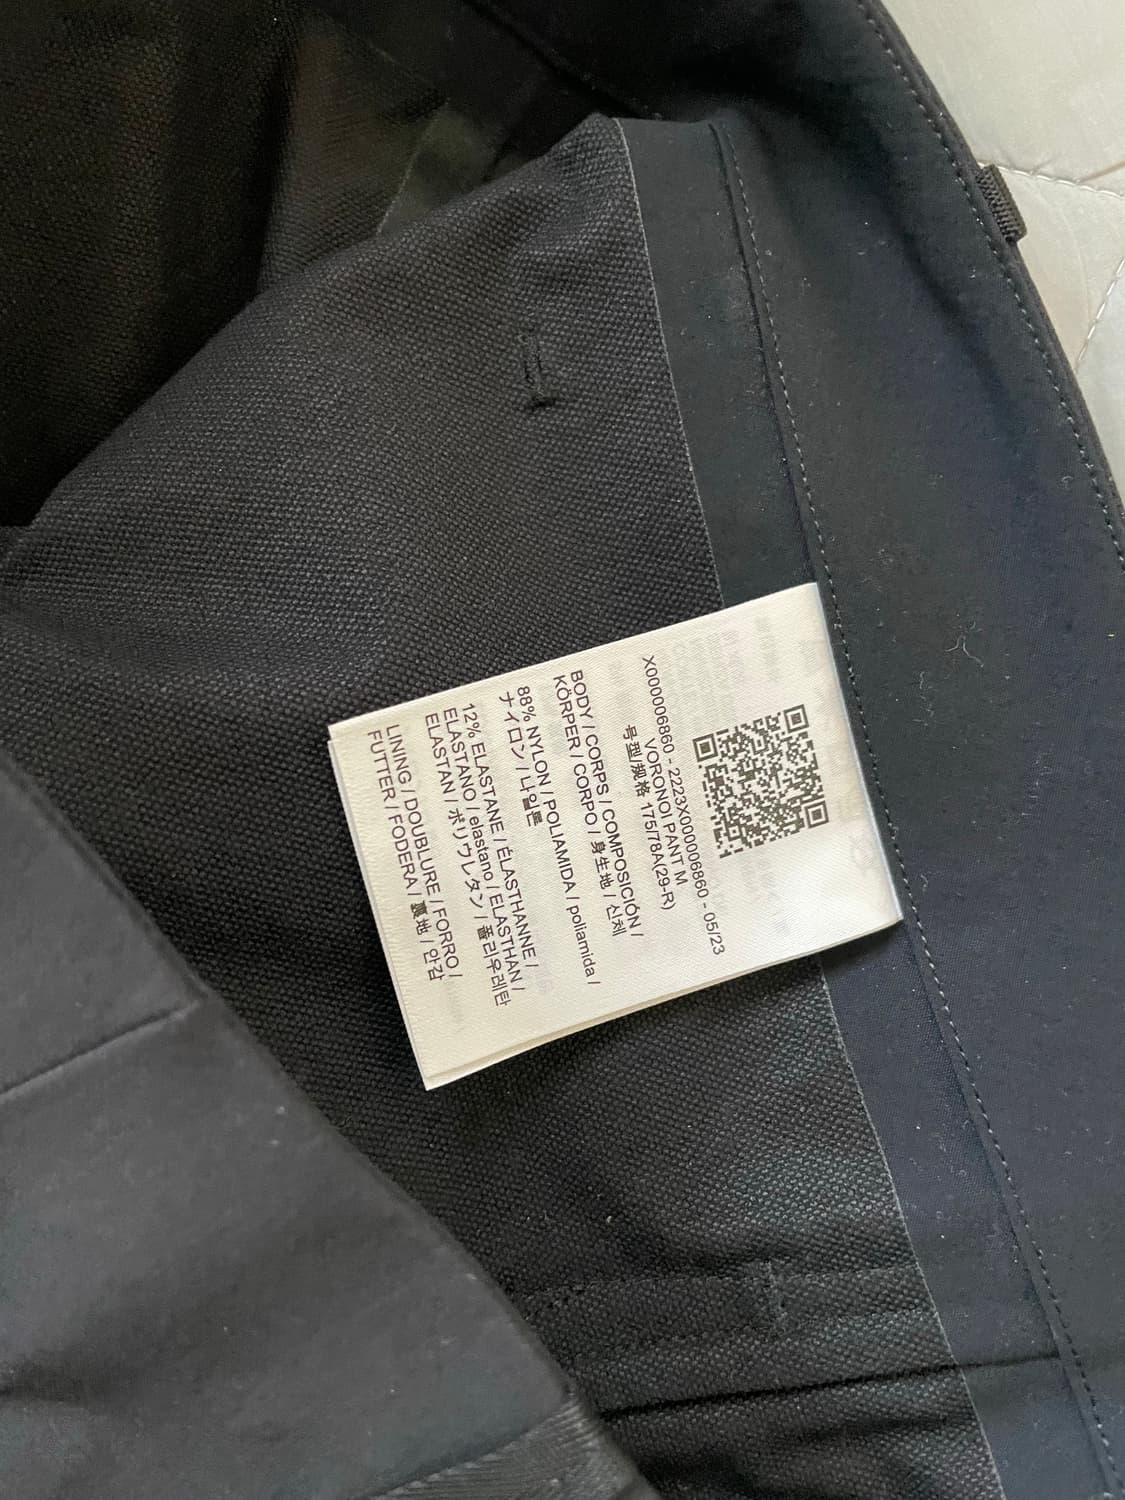 X000006860 - 2223X000006860 - 05/23
VORONOI PANT M
号型/规格 175/78A(29-R)
BODY / CORPS / COMPOSICIÓN /
KÖRPER / CORPO / 身生地 / 신체
88% NYLON / POLIAMIDA / poliamida /
ナイロン / 나일론
12% ELASTANE / ÉLASTHANNE /
ELASTANO / elastano / ELASTHAN /
ELASTAN / ポリウレタン / 폴리우레탄
LINING / DOUBLURE / FORRO /
FUTTER / FODERA / 裏地 / 안감